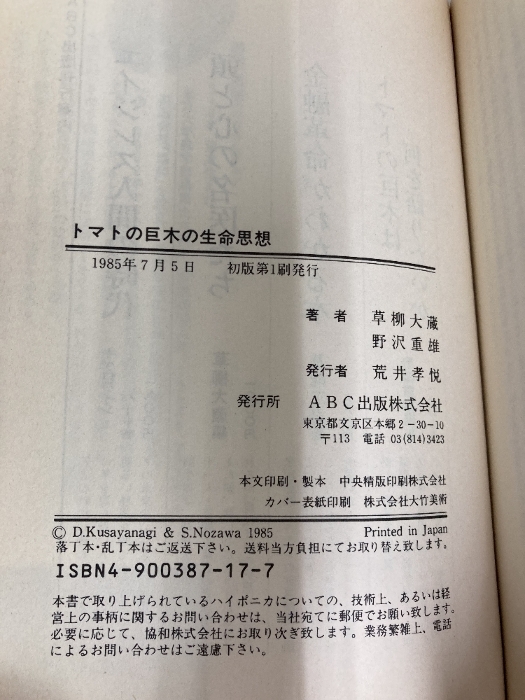 トマトの巨木の生命思想
1985年7月5日　初版第1刷発行
著者　草柳大蔵
野沢重雄
発行者　荒井孝悦
発行所　ABC出版株式会社
東京都文京区本郷2-30-10
〒113　電話 03(814)3423
本文印刷・製本　中央精版印刷株式会社
カバー表紙印刷　株式会社大竹美術
© D.Kusayanagi & S.Nozawa 1985　Printed in Japan
落丁本・乱丁本はご返送下さい。送料当方負担にてお取り替え致します。
ISBN4-900387-17-7
本書で取り上げられているハイポニカについての、技術上、あるいは経
営上の事柄に関するお問い合わせは、当社宛てに郵便でお願い致します。
必要に応じて、協和株式会社にお取り次ぎ致します。業務繁雑上、電話
によるお問い合わせはご遠慮下さい。